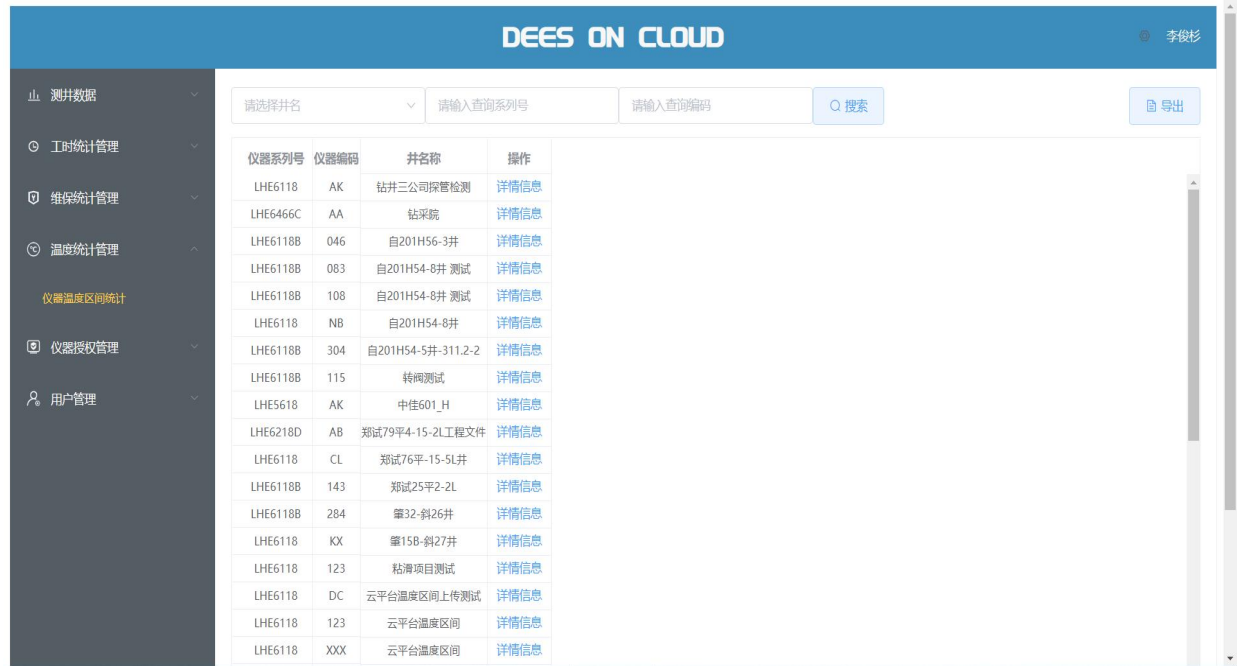 DEES ON CLOUD
李俊杉
测井数据
工时统计管理
维保统计管理
温度统计管理
仪器温度区间统计
仪器授权管理
用户管理
请选择井名 请输入查询系列号 请输入查询编码 搜索 导出
仪器系列号 仪器编码 井名称 操作
LHE6118 AK 钻井三公司探管检测 详情信息
LHE6466C AA 钻采院 详情信息
LHE6118B 046 自201H56-3井 详情信息
LHE6118B 083 自201H54-8井 测试 详情信息
LHE6118B 108 自201H54-8井 测试 详情信息
LHE6118 NB 自201H54-8井 详情信息
LHE6118B 304 自201H54-5井-311.2-2 详情信息
LHE6118B 115 转阀测试 详情信息
LHE5618 AK 中佳601_H 详情信息
LHE6218D AB 郑试79平4-15-2L工程文件 详情信息
LHE6118 CL 郑试76平-15-5L井 详情信息
LHE6118B 143 郑试25平2-2L 详情信息
LHE6118B 284 肇32-斜26井 详情信息
LHE6118 KX 肇15B-斜27井 详情信息
LHE6118 123 粘滑项目测试 详情信息
LHE6118 DC 云平台温度区间上传测试 详情信息
LHE6118 123 云平台温度区间 详情信息
LHE6118 XXX 云平台温度区间 详情信息